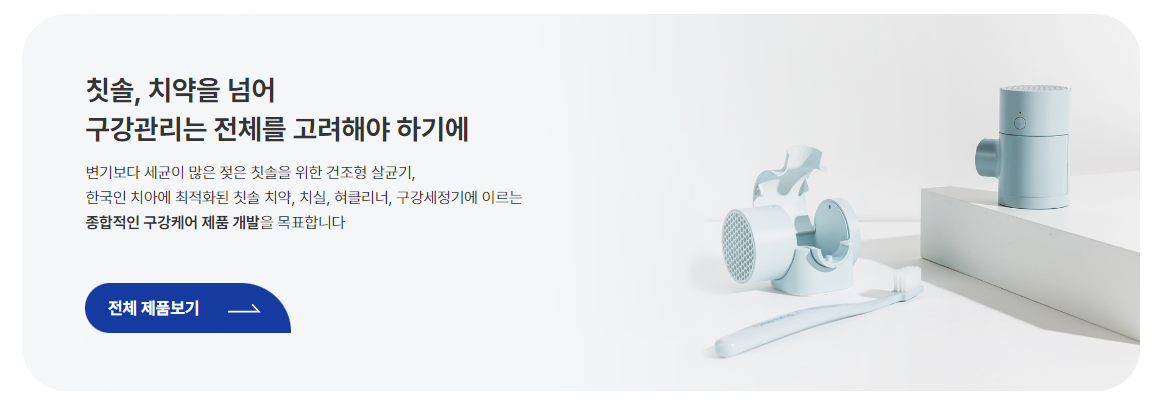 칫솔, 치약을 넘어
구강관리는 전체를 고려해야 하기에
변기보다 세균이 많은 젖은 칫솔을 위한 건조형 살균기,
한국인 치아에 최적화된 칫솔 치약, 치실, 혀클리너, 구강세정기에 이르는
종합적인 구강케어 제품 개발을 목표합니다
전체 제품보기